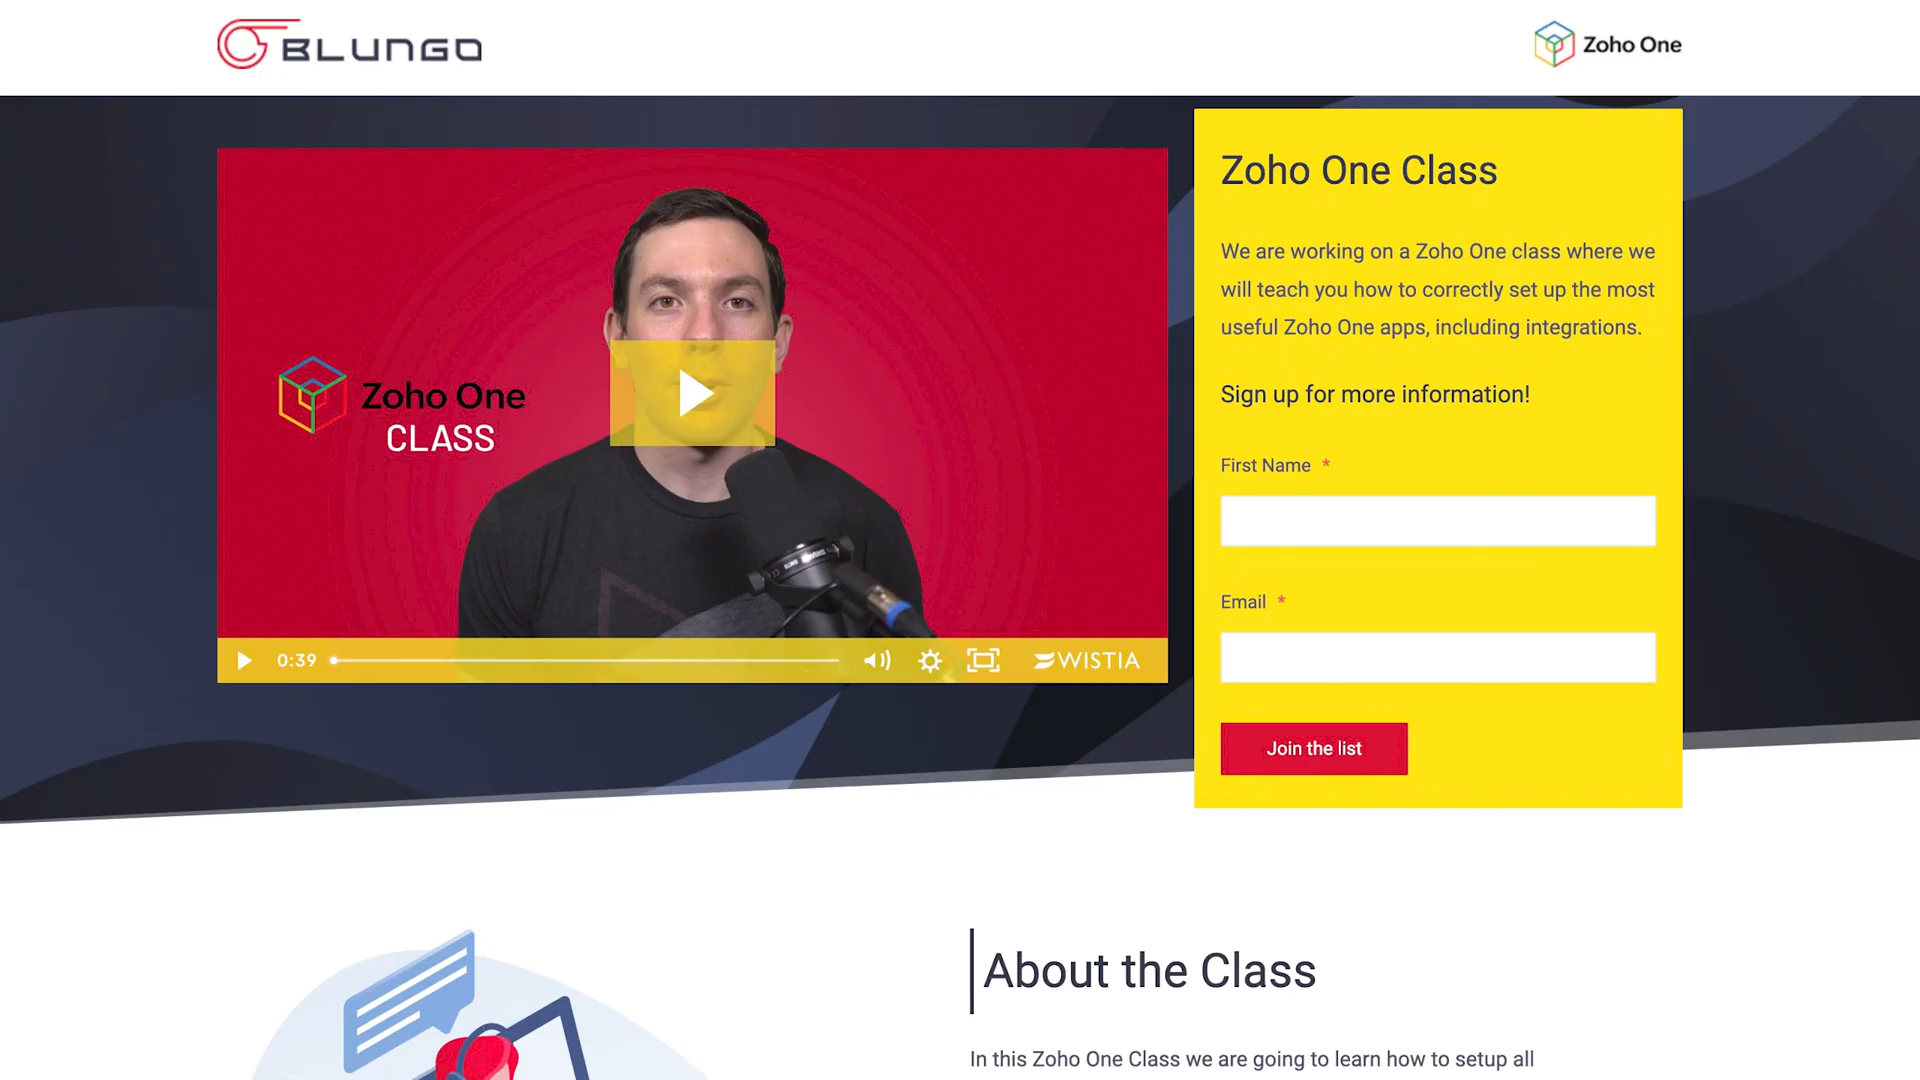 BLUNGO
Zoho One
Zoho One
CLASS
0:39
WISTIA
Zoho One Class
We are working on a Zoho One class where we
will teach you how to correctly set up the most
useful Zoho One apps, including integrations.
Sign up for more information!
First Name *
Email *
Join the list
About the Class
In this Zoho One Class we are going to learn how to setup all